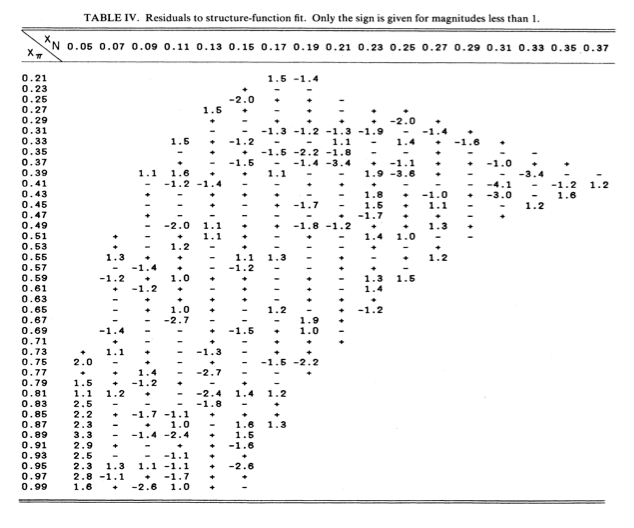 TABLE IV. Residuals to structure-function fit. Only the sign is given for magnitudes less than 1.
xN 0.05 0.07 0.09 0.11 0.13 0.15 0.17 0.19 0.21 0.23 0.25 0.27 0.29 0.31 0.33 0.35 0.37
xπ
0.21 1.5 -1.4
0.23 + - -
0.25 -2.0 + + -
0.27 1.5 + - + - + +
0.29 + - + + - + -2.0 +
0.31 - - -1.3 -1.2 -1.3 -1.9 - -1.4 +
0.33 1.5 + -1.2 - - 1.1 - 1.4 + -1.6 +
0.35 - + + -1.5 -2.2 -1.8 - - + - - -
0.37 + - -1.5 - -1.4 -3.4 + -1.1 + + -1.0 + +
0.39 1.1 1.6 + + 1.1 - - 1.9 -3.6 + - - -3.4 - -
0.41 - -1.2 -1.4 - - + + + - - - -4.1 - -1.2 1.2
0.43 + - + + + - - 1.8 + -1.0 + -3.0 - 1.6
0.45 - - - - + -1.7 - 1.5 + 1.1 - - 1.2
0.47 + - - - - - + -1.7 + - - +
0.49 - -2.0 1.1 + + -1.8 -1.2 + + 1.3 +
0.51 + - + 1.1 + - + - 1.4 1.0 - -
0.53 + - 1.2 - + - - + + - +
0.55 1.3 + + - 1.1 1.3 - + - + 1.2
0.57 - -1.4 + - -1.2 - - + + -
0.59 -1.2 + 1.0 + + - + - 1.3 1.5
0.61 + -1.2 + - + - + - 1.4
0.63 - + + + + - + + +
0.65 - + 1.0 + - 1.2 - + -1.2
0.67 - - -2.7 - - - 1.9 +
0.69 -1.4 - - + -1.5 + 1.0 -
0.71 + - - + - + + +
0.73 + 1.1 + - -1.3 - + +
0.75 2.0 - + - + - -1.5 -2.2
0.77 + + 1.4 - -2.7 - - +
0.79 1.5 + -1.2 + - + -
0.81 1.1 1.2 + - -2.4 1.4 1.2
0.83 2.5 - - - -1.8 - +
0.85 2.2 + -1.7 -1.1 + + +
0.87 2.3 - + 1.0 - 1.6 1.3
0.89 3.3 - -1.4 -2.4 + 1.5
0.91 2.9 + - + + -1.6
0.93 2.5 - - -1.1 + +
0.95 2.3 1.3 1.1 -1.1 + -2.6
0.97 2.8 -1.1 + -1.7 + +
0.99 1.6 + -2.6 1.0 + -